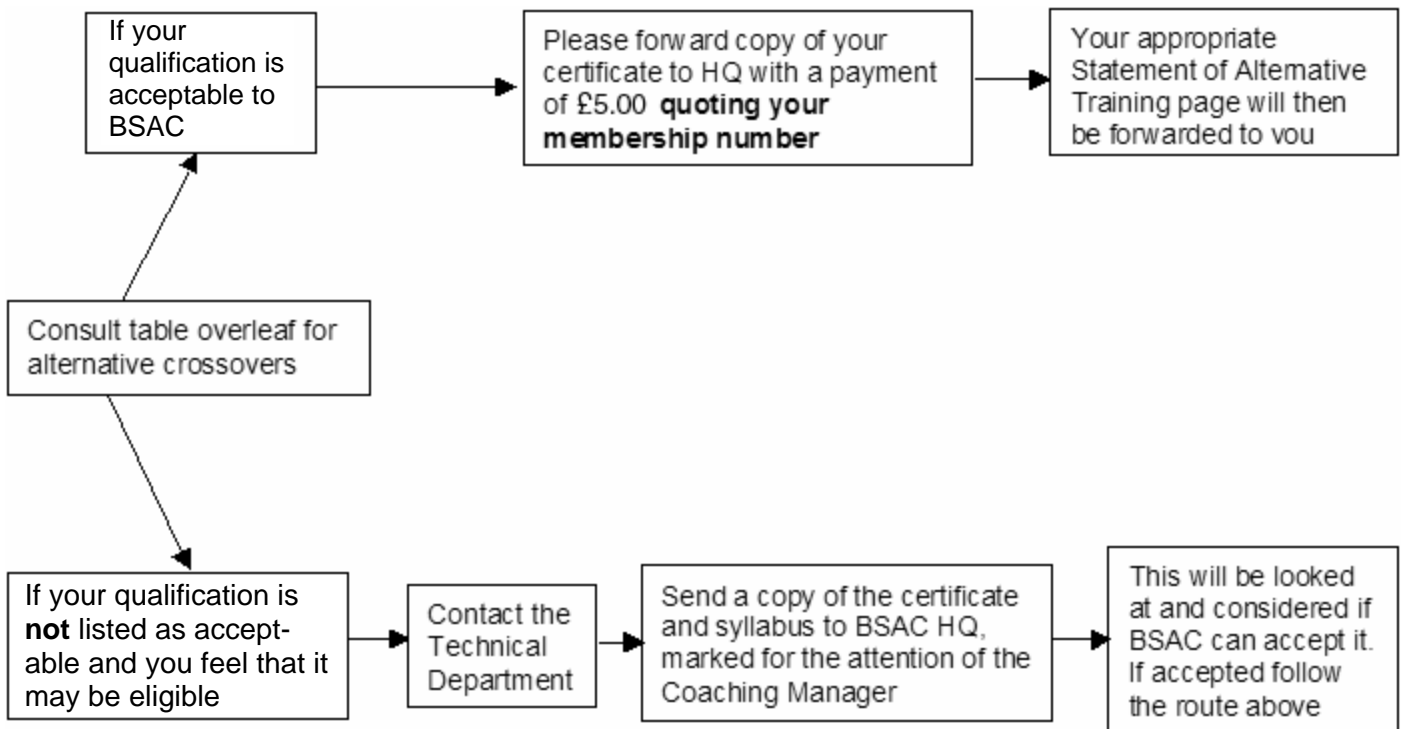 If your
qualification is
acceptable to
BSAC
Please forward copy of your
certificate to HQ with a payment
of £5.00 quoting your
membership number
Your appropriate
Statement of Alternative
Training page will then
be forwarded to you
Consult table overleaf for
alternative crossovers
If your qualification is
not listed as accept-
able and you feel that it
may be eligible
Contact the
Technical
Department
Send a copy of the certificate
and syllabus to BSAC HQ,
marked for the attention of the
Coaching Manager
This will be looked
at and considered if
BSAC can accept it.
If accepted follow
the route above